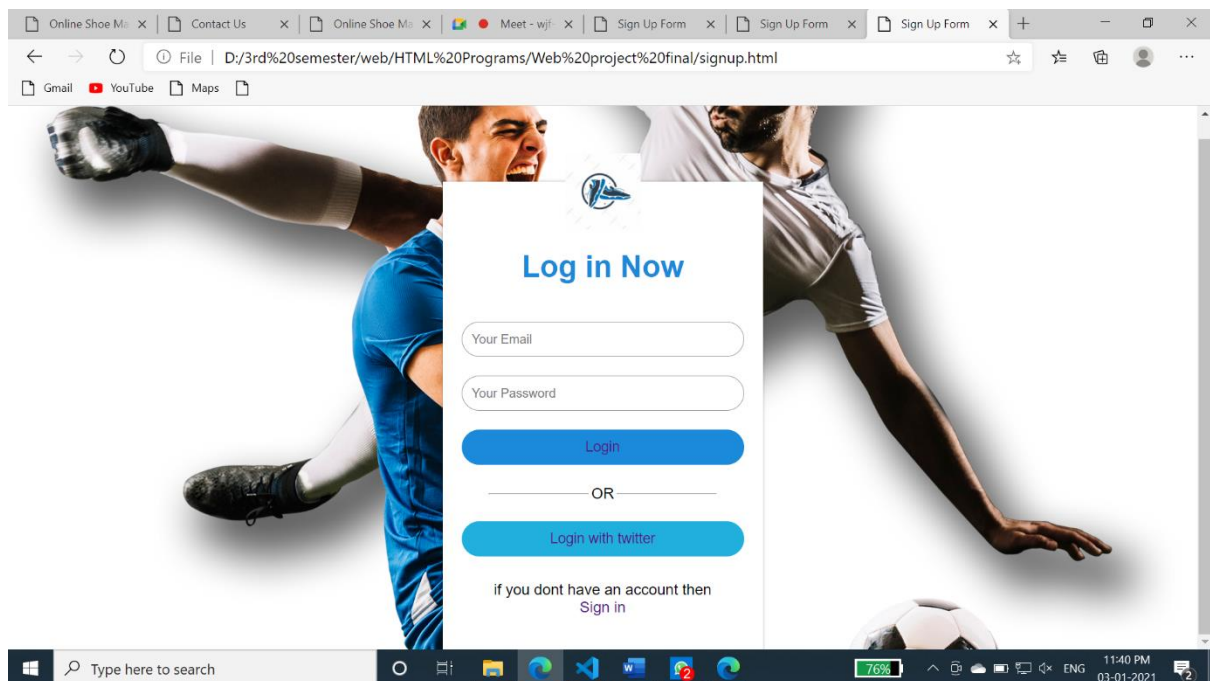 Online Shoe Ma
Contact Us
Online Shoe Ma
Meet - wjf-
Sign Up Form
Sign Up Form
Sign Up Form
File | D:/3rd%20semester/web/HTML%20Programs/Web%20project%20final/signup.html
Gmail YouTube Maps
Log in Now
Your Email
Your Password
Login
OR
Login with twitter
if you dont have an account then
Sign in
Type here to search
2
76%
ENG
11:40 PM
03-01-2021
2